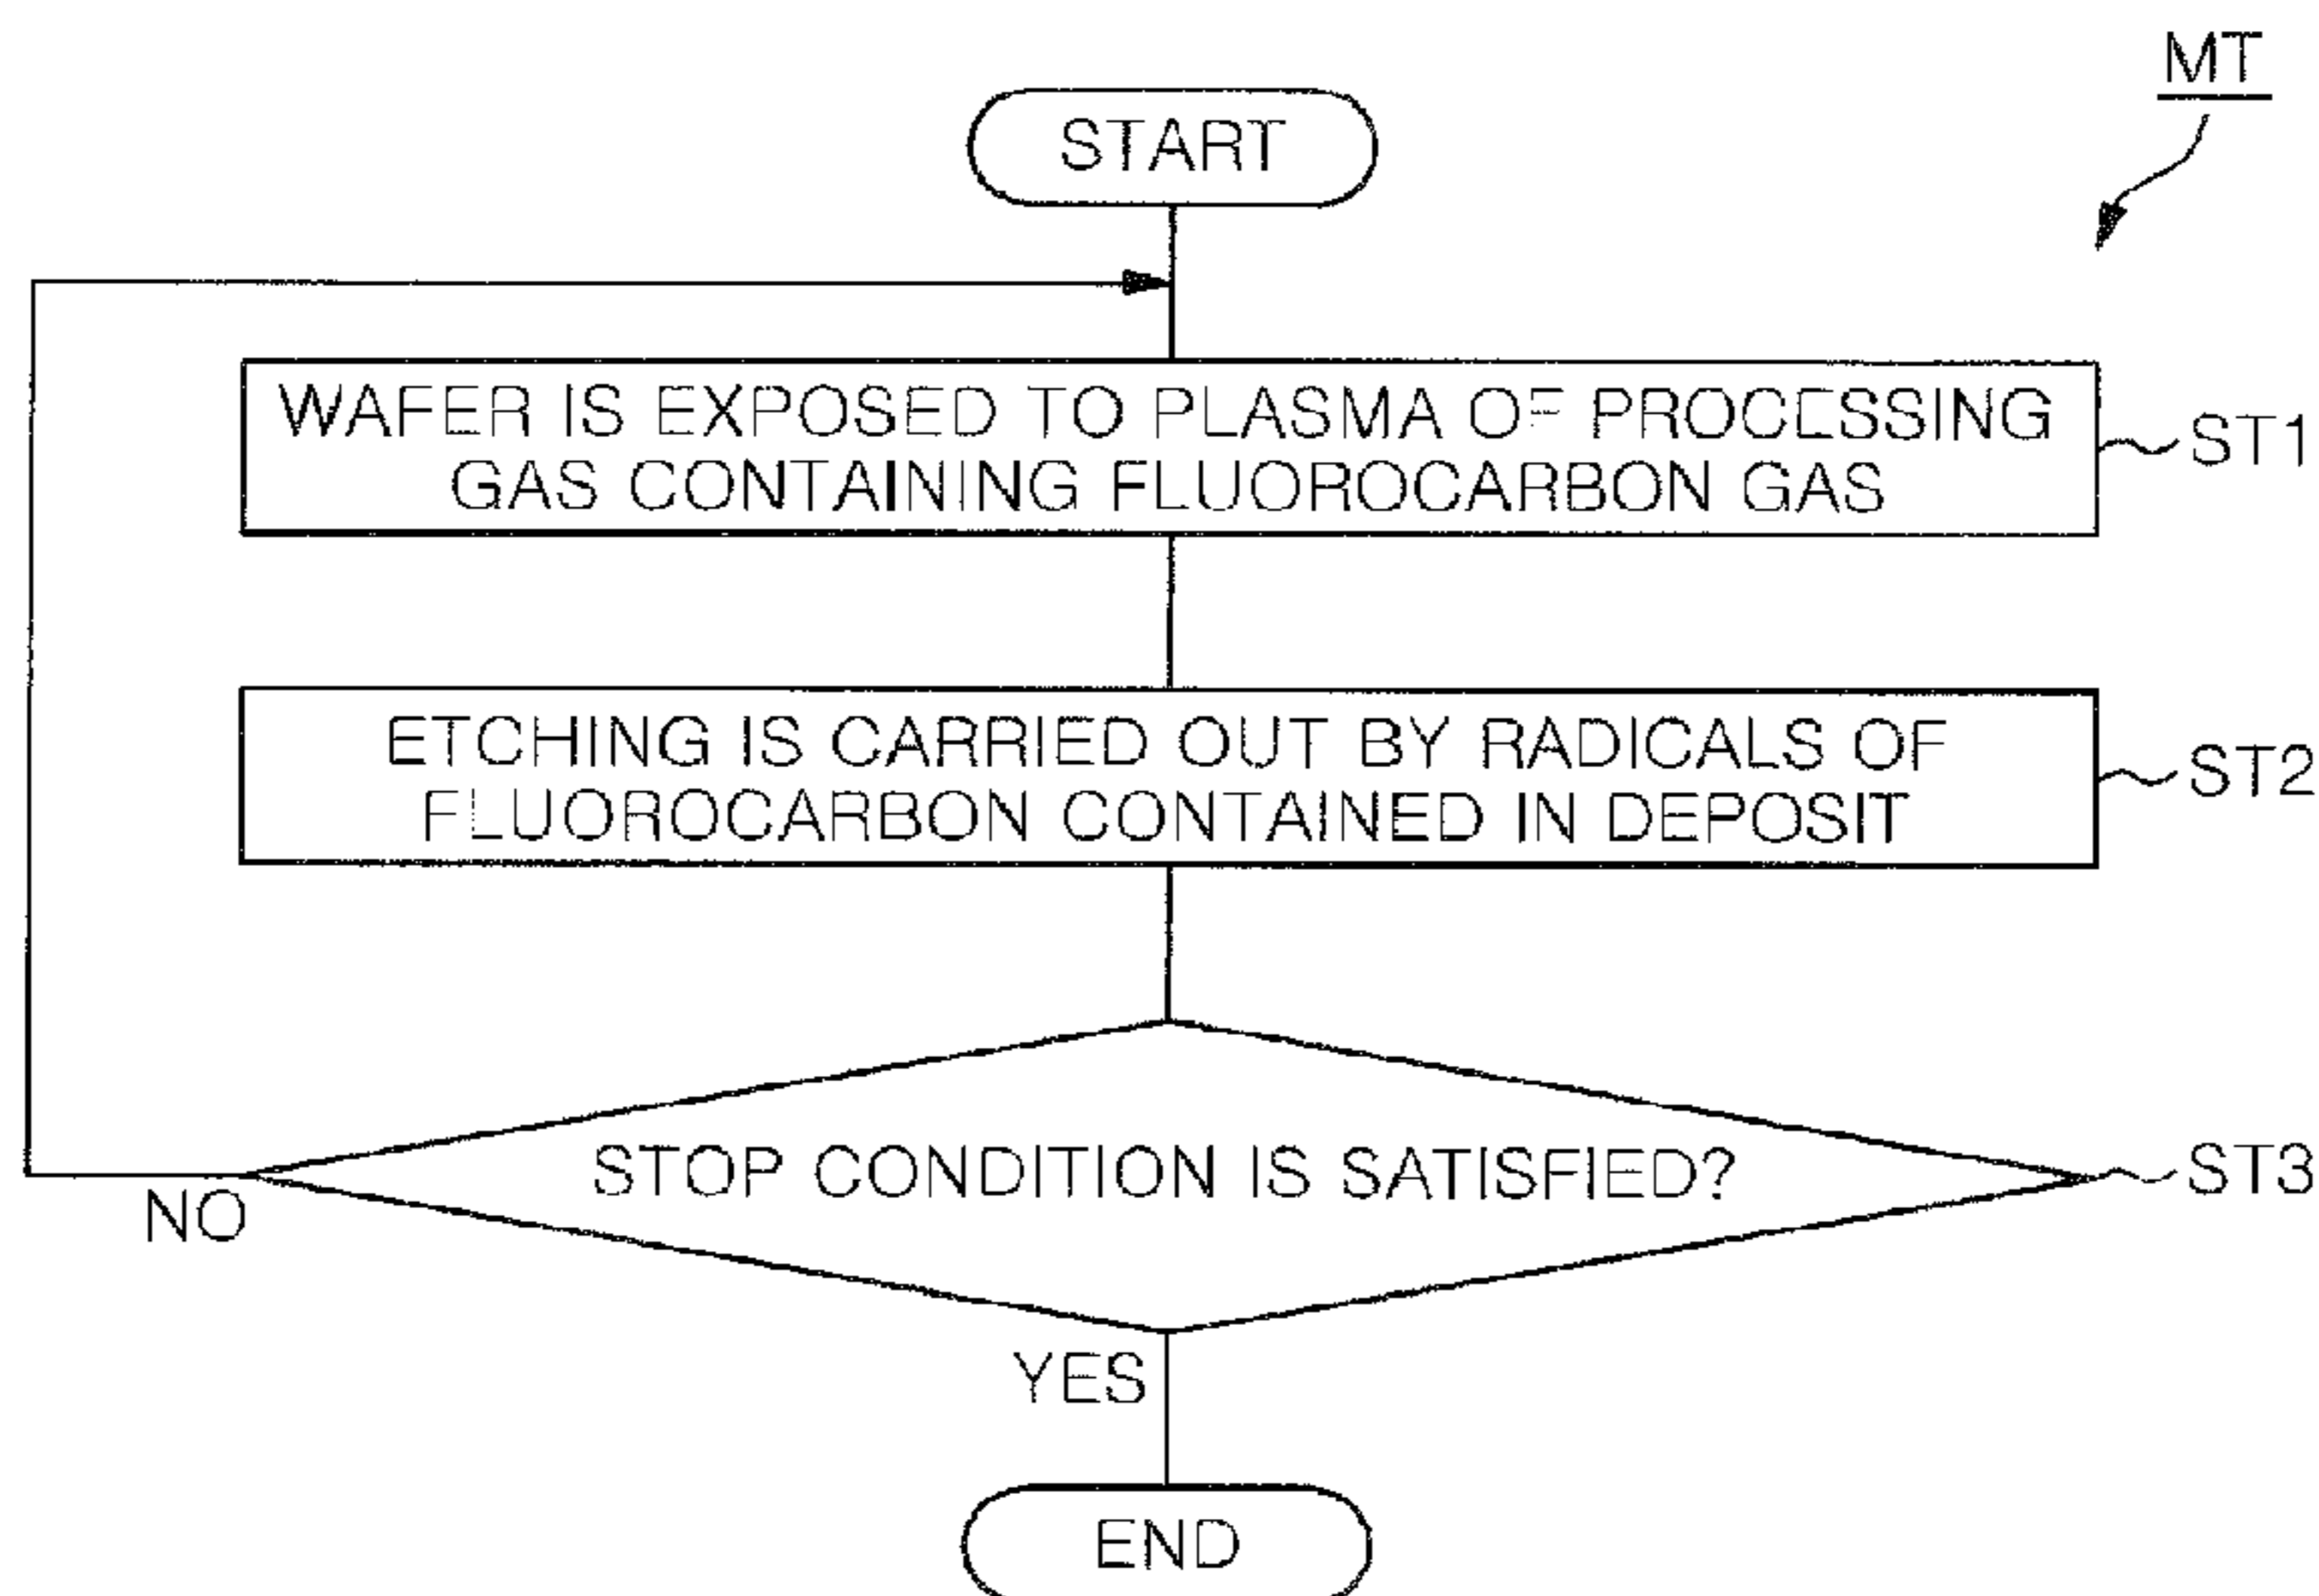 MT
START
WAFER IS EXPOSED TO PLASMA OF PROCESSING
GAS CONTAINING FLUOROCARBON GAS
ST1
ETCHING IS CARRIED OUT BY RADICALS OF
FLUOROCARBON CONTAINED IN DEPOSIT
ST2
STOP CONDITION IS SATISFIED?
ST3
NO
YES
END